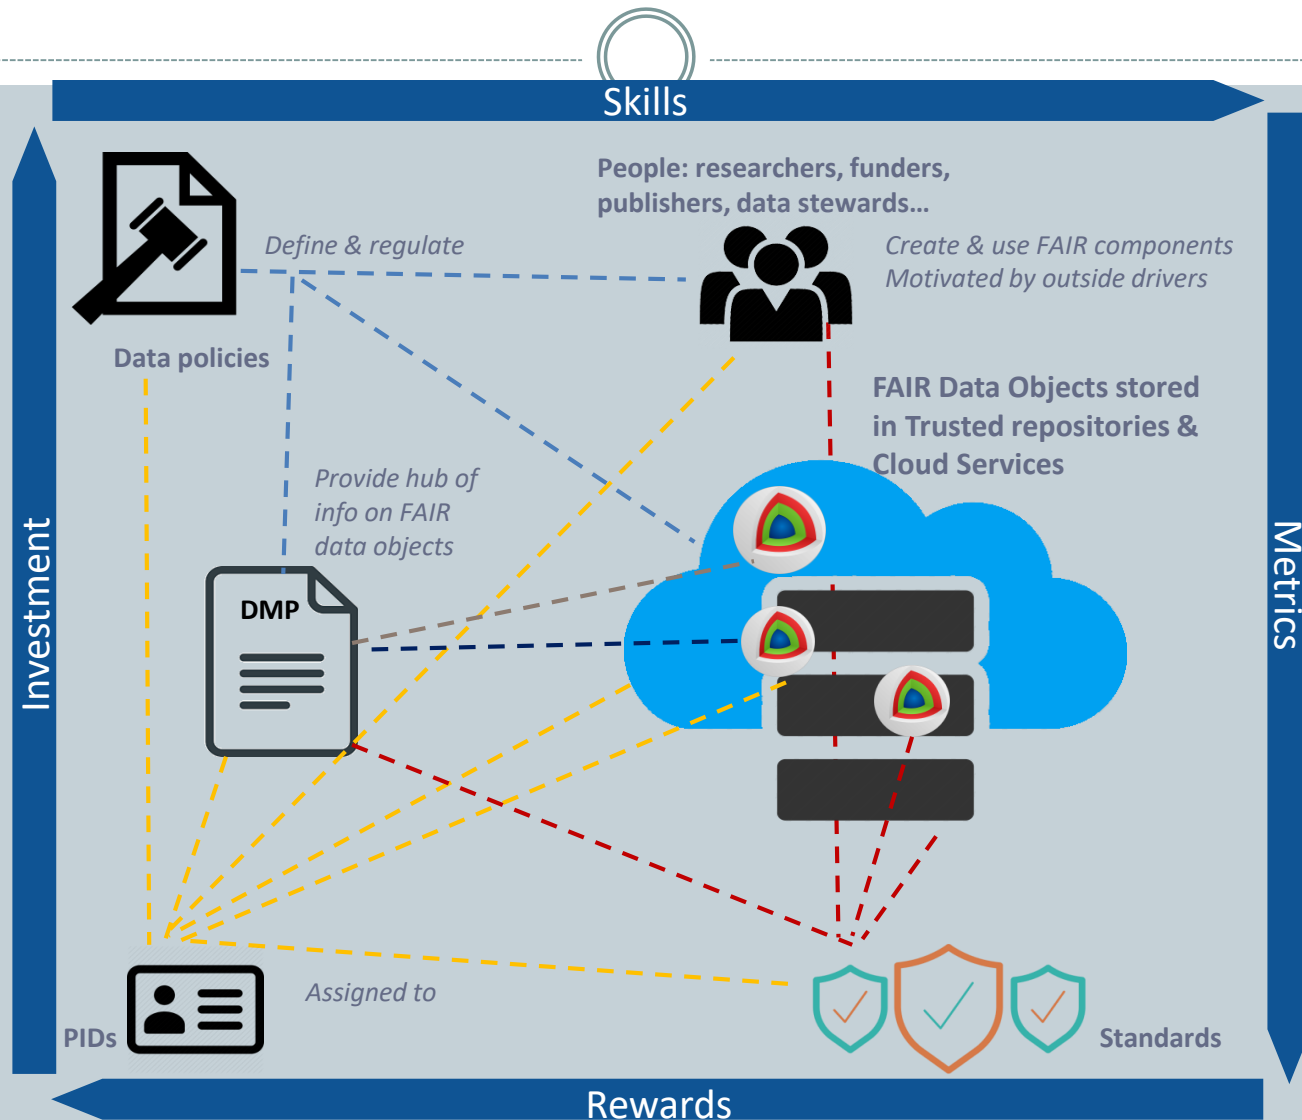 Skills
People: researchers, funders,
publishers, data stewards…
Define & regulate
Create & use FAIR components
Motivated by outside drivers
Data policies
FAIR Data Objects stored
in Trusted repositories &
Cloud Services
Provide hub of
info on FAIR
data objects
Investment
Metrics
DMP
Assigned to
PIDs
Standards
Rewards